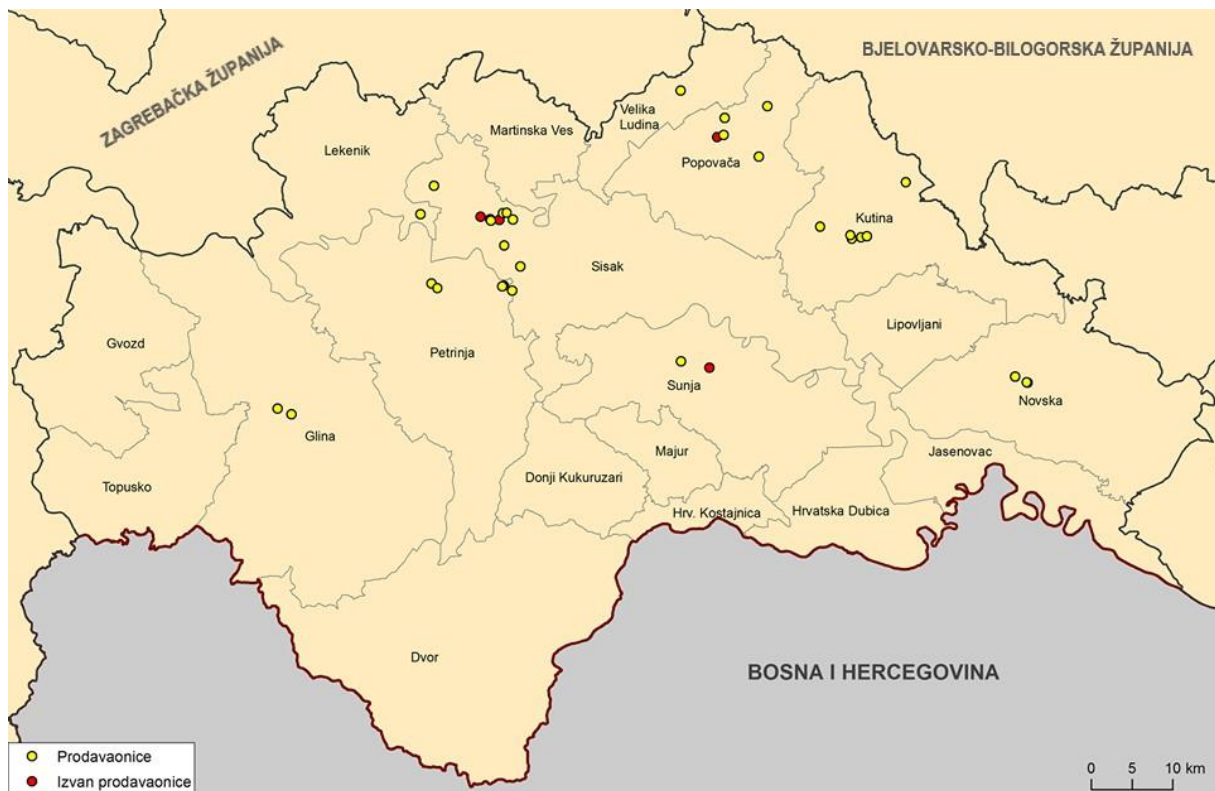 BJELOVARSKO-BILOGORSKA ŽUPANIJA
ZAGREBAČKA ŽUPANIJA
Velika
Ludina
Martinska Ves
Lekenik
Popovača
Kutina
Sisak
Lipovljani
Gvozd
Petrinja
Sunja
Novska
Glina
Majur
Jasenovac
Topusko
Donji Kukuruzari
Hrv. Kostajnica
Hrvatska Dubica
Dvor
BOSNA I HERCEGOVINA
Prodavaonice
Izvan prodavaonice
0 5 10 km